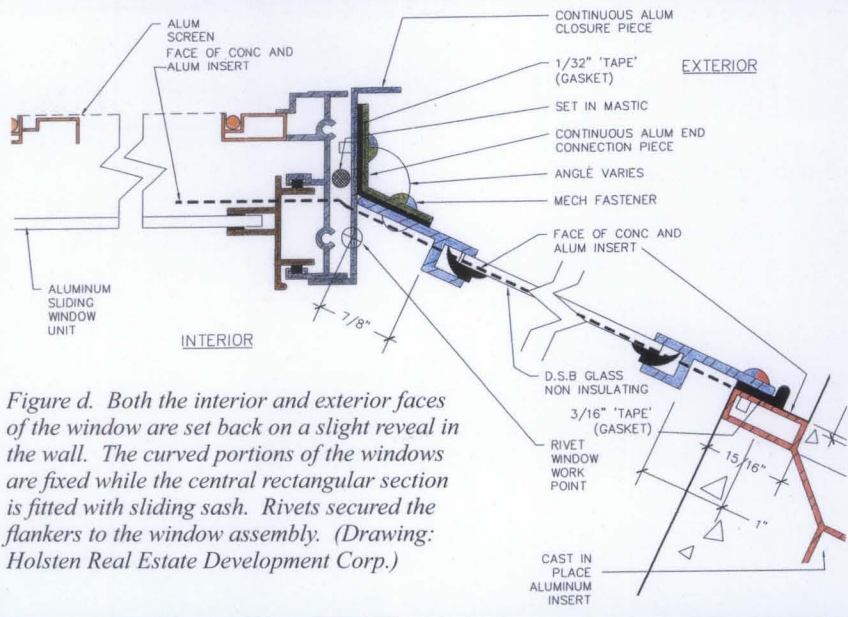 ALUM
SCREEN
FACE OF CONC AND
ALUM INSERT
CONTINUOUS ALUM
CLOSURE PIECE
1/32" 'TAPE'
(GASKET)
EXTERIOR
SET IN MASTIC
CONTINUOUS ALUM END
CONNECTION PIECE
ANGLE VARIES
MECH FASTENER
FACE OF CONC AND
ALUM INSERT
ALUMINUM
SLIDING
WINDOW
UNIT
INTERIOR
7/8"
D.S.B GLASS
NON INSULATING
3/16" 'TAPE'
(GASKET)
RIVET
WINDOW
WORK
POINT
15/16"
1"
CAST IN
PLACE
ALUMINUM
INSERT
Figure d. Both the interior and exterior faces
of the window are set back on a slight reveal in
the wall. The curved portions of the windows
are fixed while the central rectangular section
is fitted with sliding sash. Rivets secured the
flankers to the window assembly. (Drawing:
Holsten Real Estate Development Corp.)